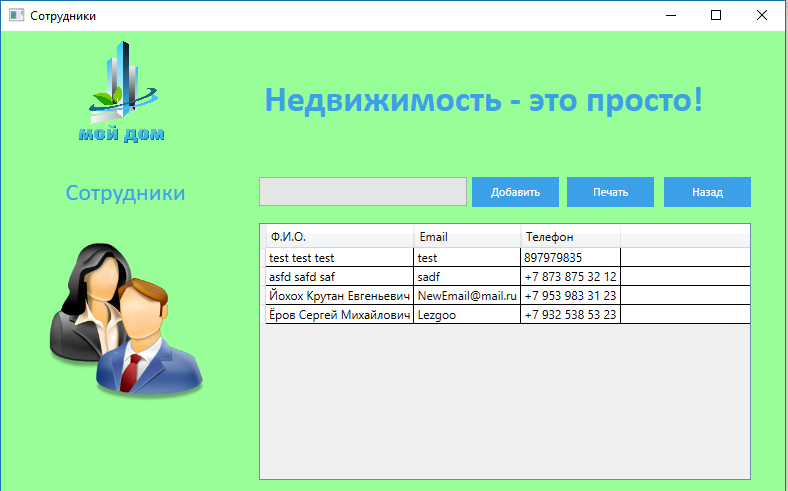 Сотрудники
мой дом
Недвижимость - это просто!
Сотрудники
Добавить Печать Назад
Ф.И.О. Email Телефон
test test test test 897979835
asfd safd saf sadf +7 873 875 32 12
Йохох Крутан Евгеньевич NewEmail@mail.ru +7 953 983 31 23
Ёров Сергей Михайлович Lezgoo +7 932 538 53 23